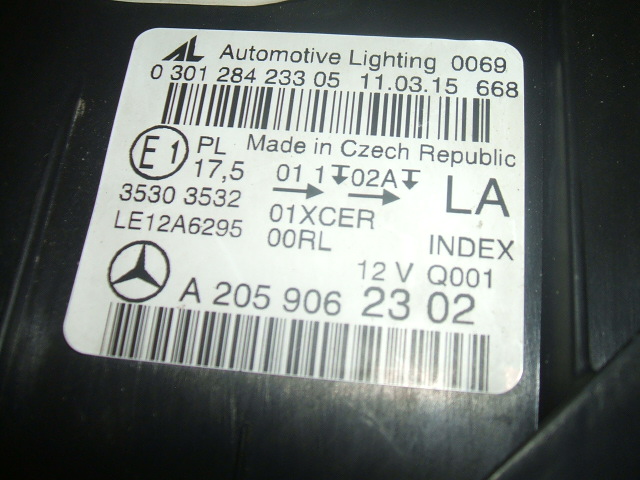 AL Automotive Lighting 0069
0 301 284 233 05 11.03.15 668
E1 PL Made in Czech Republic
17,5 01 1 02A
3530 3532 LA
LE12A6295 01XCER
00RL INDEX
12 V Q001
A 205 906 23 02